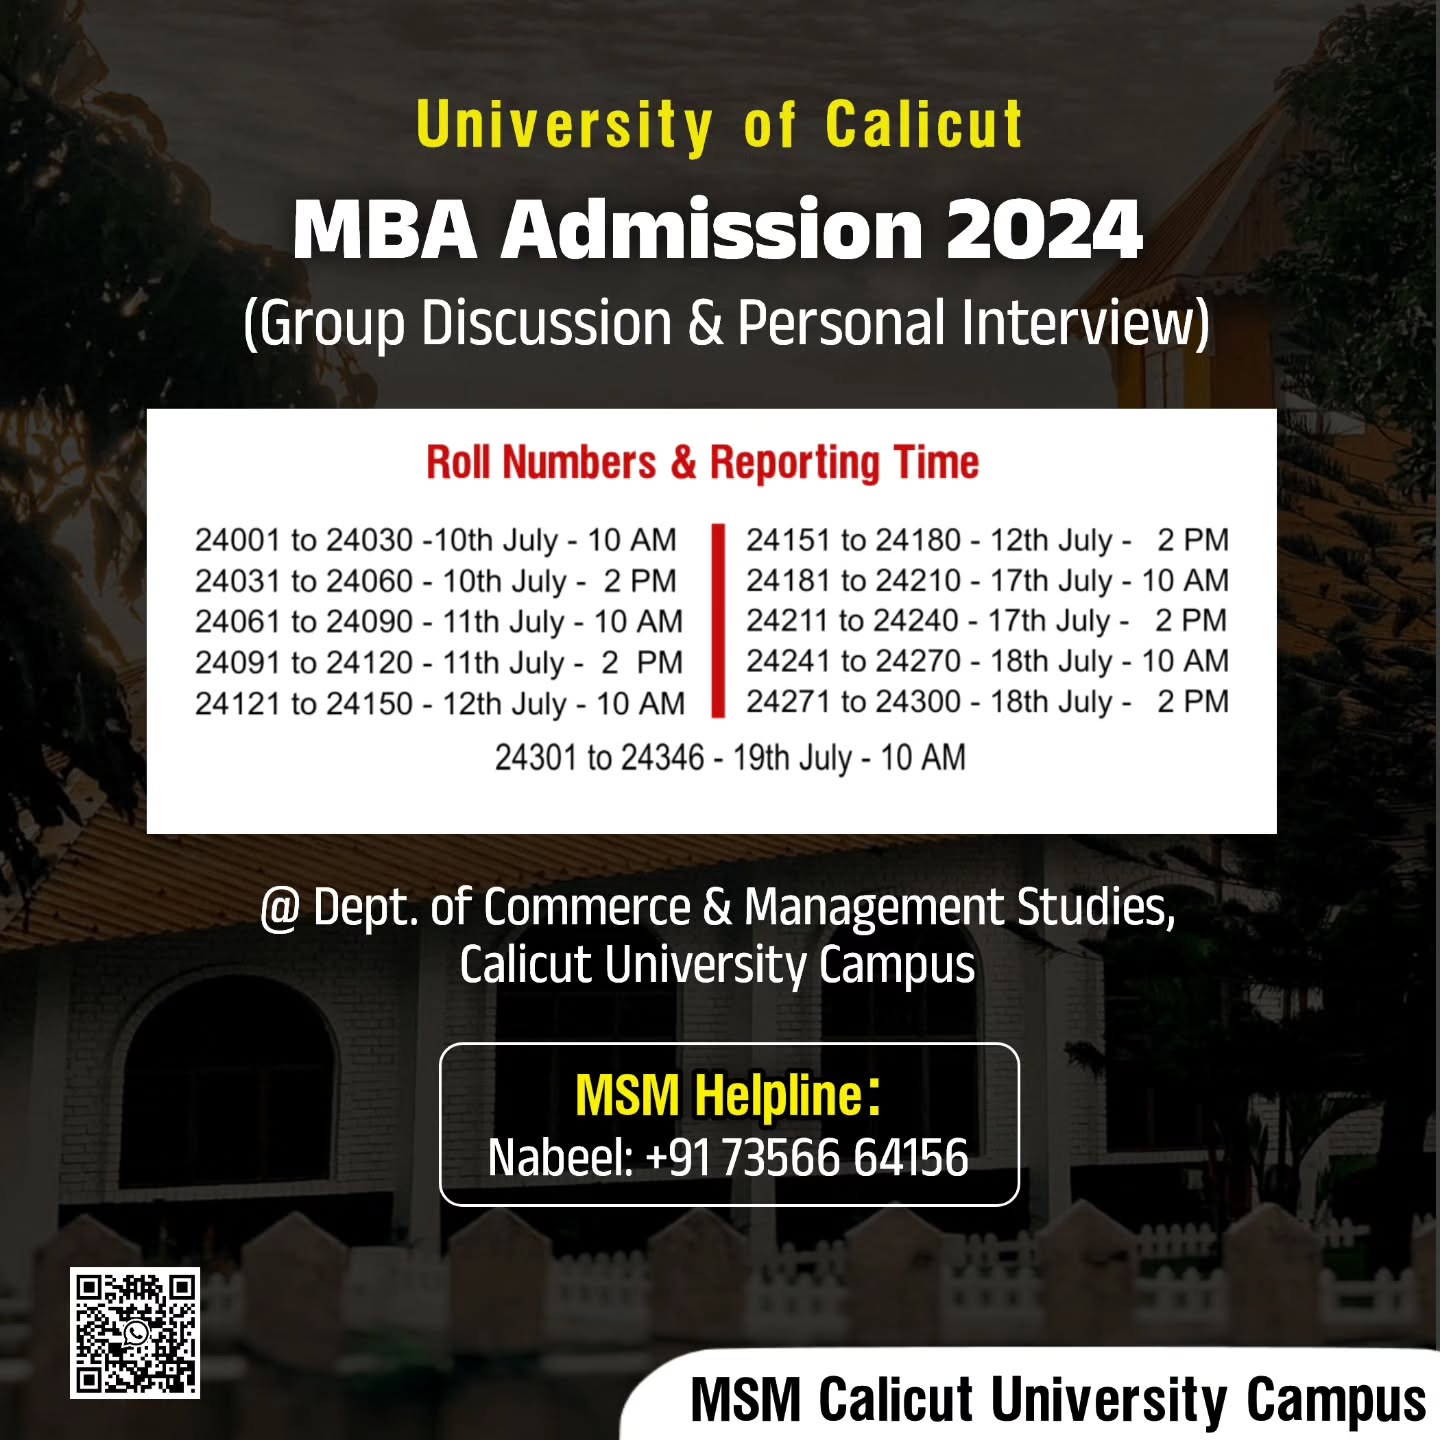 University of Calicut
MBA Admission 2024
(Group Discussion & Personal Interview)
Roll Numbers & Reporting Time
24001 to 24030 -10th July - 10 AM
24031 to 24060 - 10th July - 2 PM
24061 to 24090 - 11th July - 10 AM
24091 to 24120 - 11th July - 2 PM
24121 to 24150 - 12th July - 10 AM
24151 to 24180 - 12th July - 2 PM
24181 to 24210 - 17th July - 10 AM
24211 to 24240 - 17th July - 2 PM
24241 to 24270 - 18th July - 10 AM
24271 to 24300 - 18th July - 2 PM
24301 to 24346 - 19th July - 10 AM
@ Dept. of Commerce & Management Studies,
Calicut University Campus
MSM Helpline:
Nabeel: +91 73566 64156
MSM Calicut University Campus